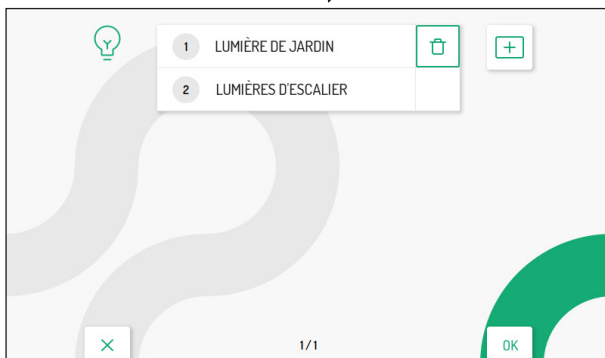 1 LUMIÈRE DE JARDIN
2 LUMIÈRES D'ESCALIER
1/1
OK